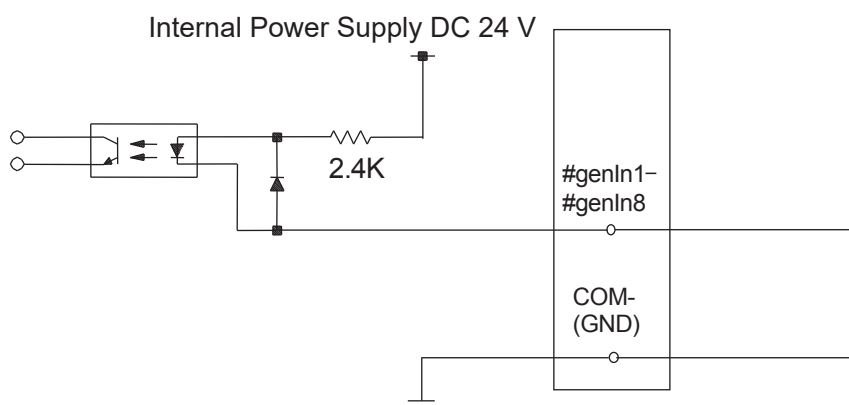 Internal Power Supply DC 24 V
2.4K
#genIn1–
#genIn8
COM-
(GND)